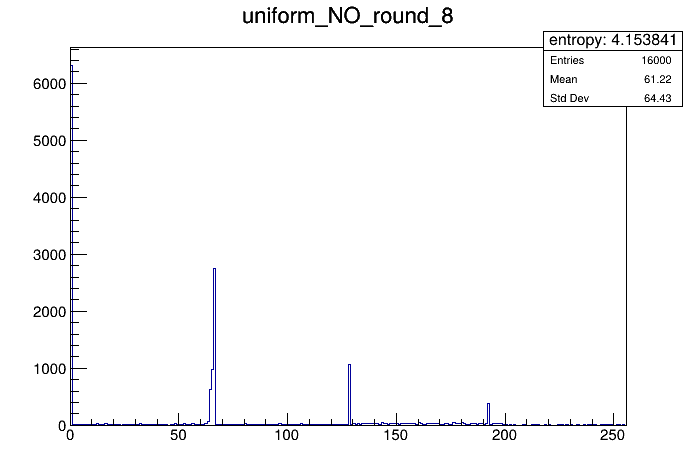 uniform_NO_round_8
entropy: 4.153841
Entries 16000
Mean 61.22
Std Dev 64.43
6000
5000
4000
3000
2000
1000
0
0 50 100 150 200 250